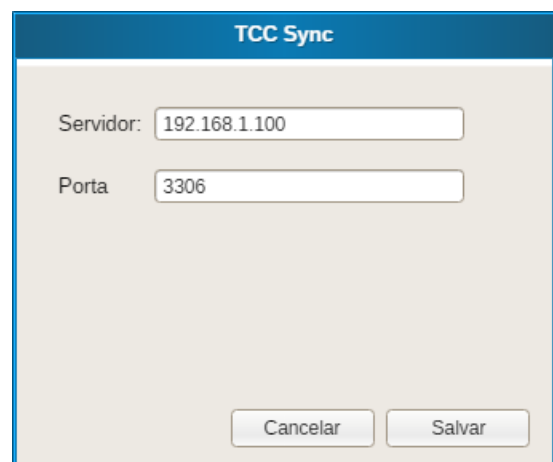 TCC Sync
Servidor: 192.168.1.100
Porta 3306
Cancelar Salvar